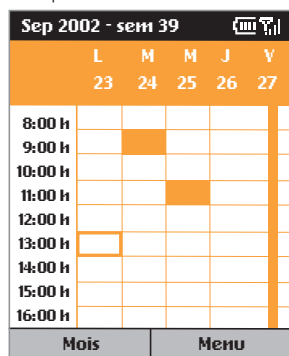 Sep 2002 - sem 39
L M M J V
23 24 25 26 27
8:00 h
9:00 h
10:00 h
11:00 h
12:00 h
13:00 h
14:00 h
15:00 h
16:00 h
Mois Menu